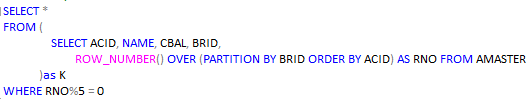 SELECT *
FROM (
SELECT ACID, NAME, CBAL, BRID,
ROW_NUMBER() OVER (PARTITION BY BRID ORDER BY ACID) AS RNO FROM AMASTER
)as K
WHERE RNO%5 = 0